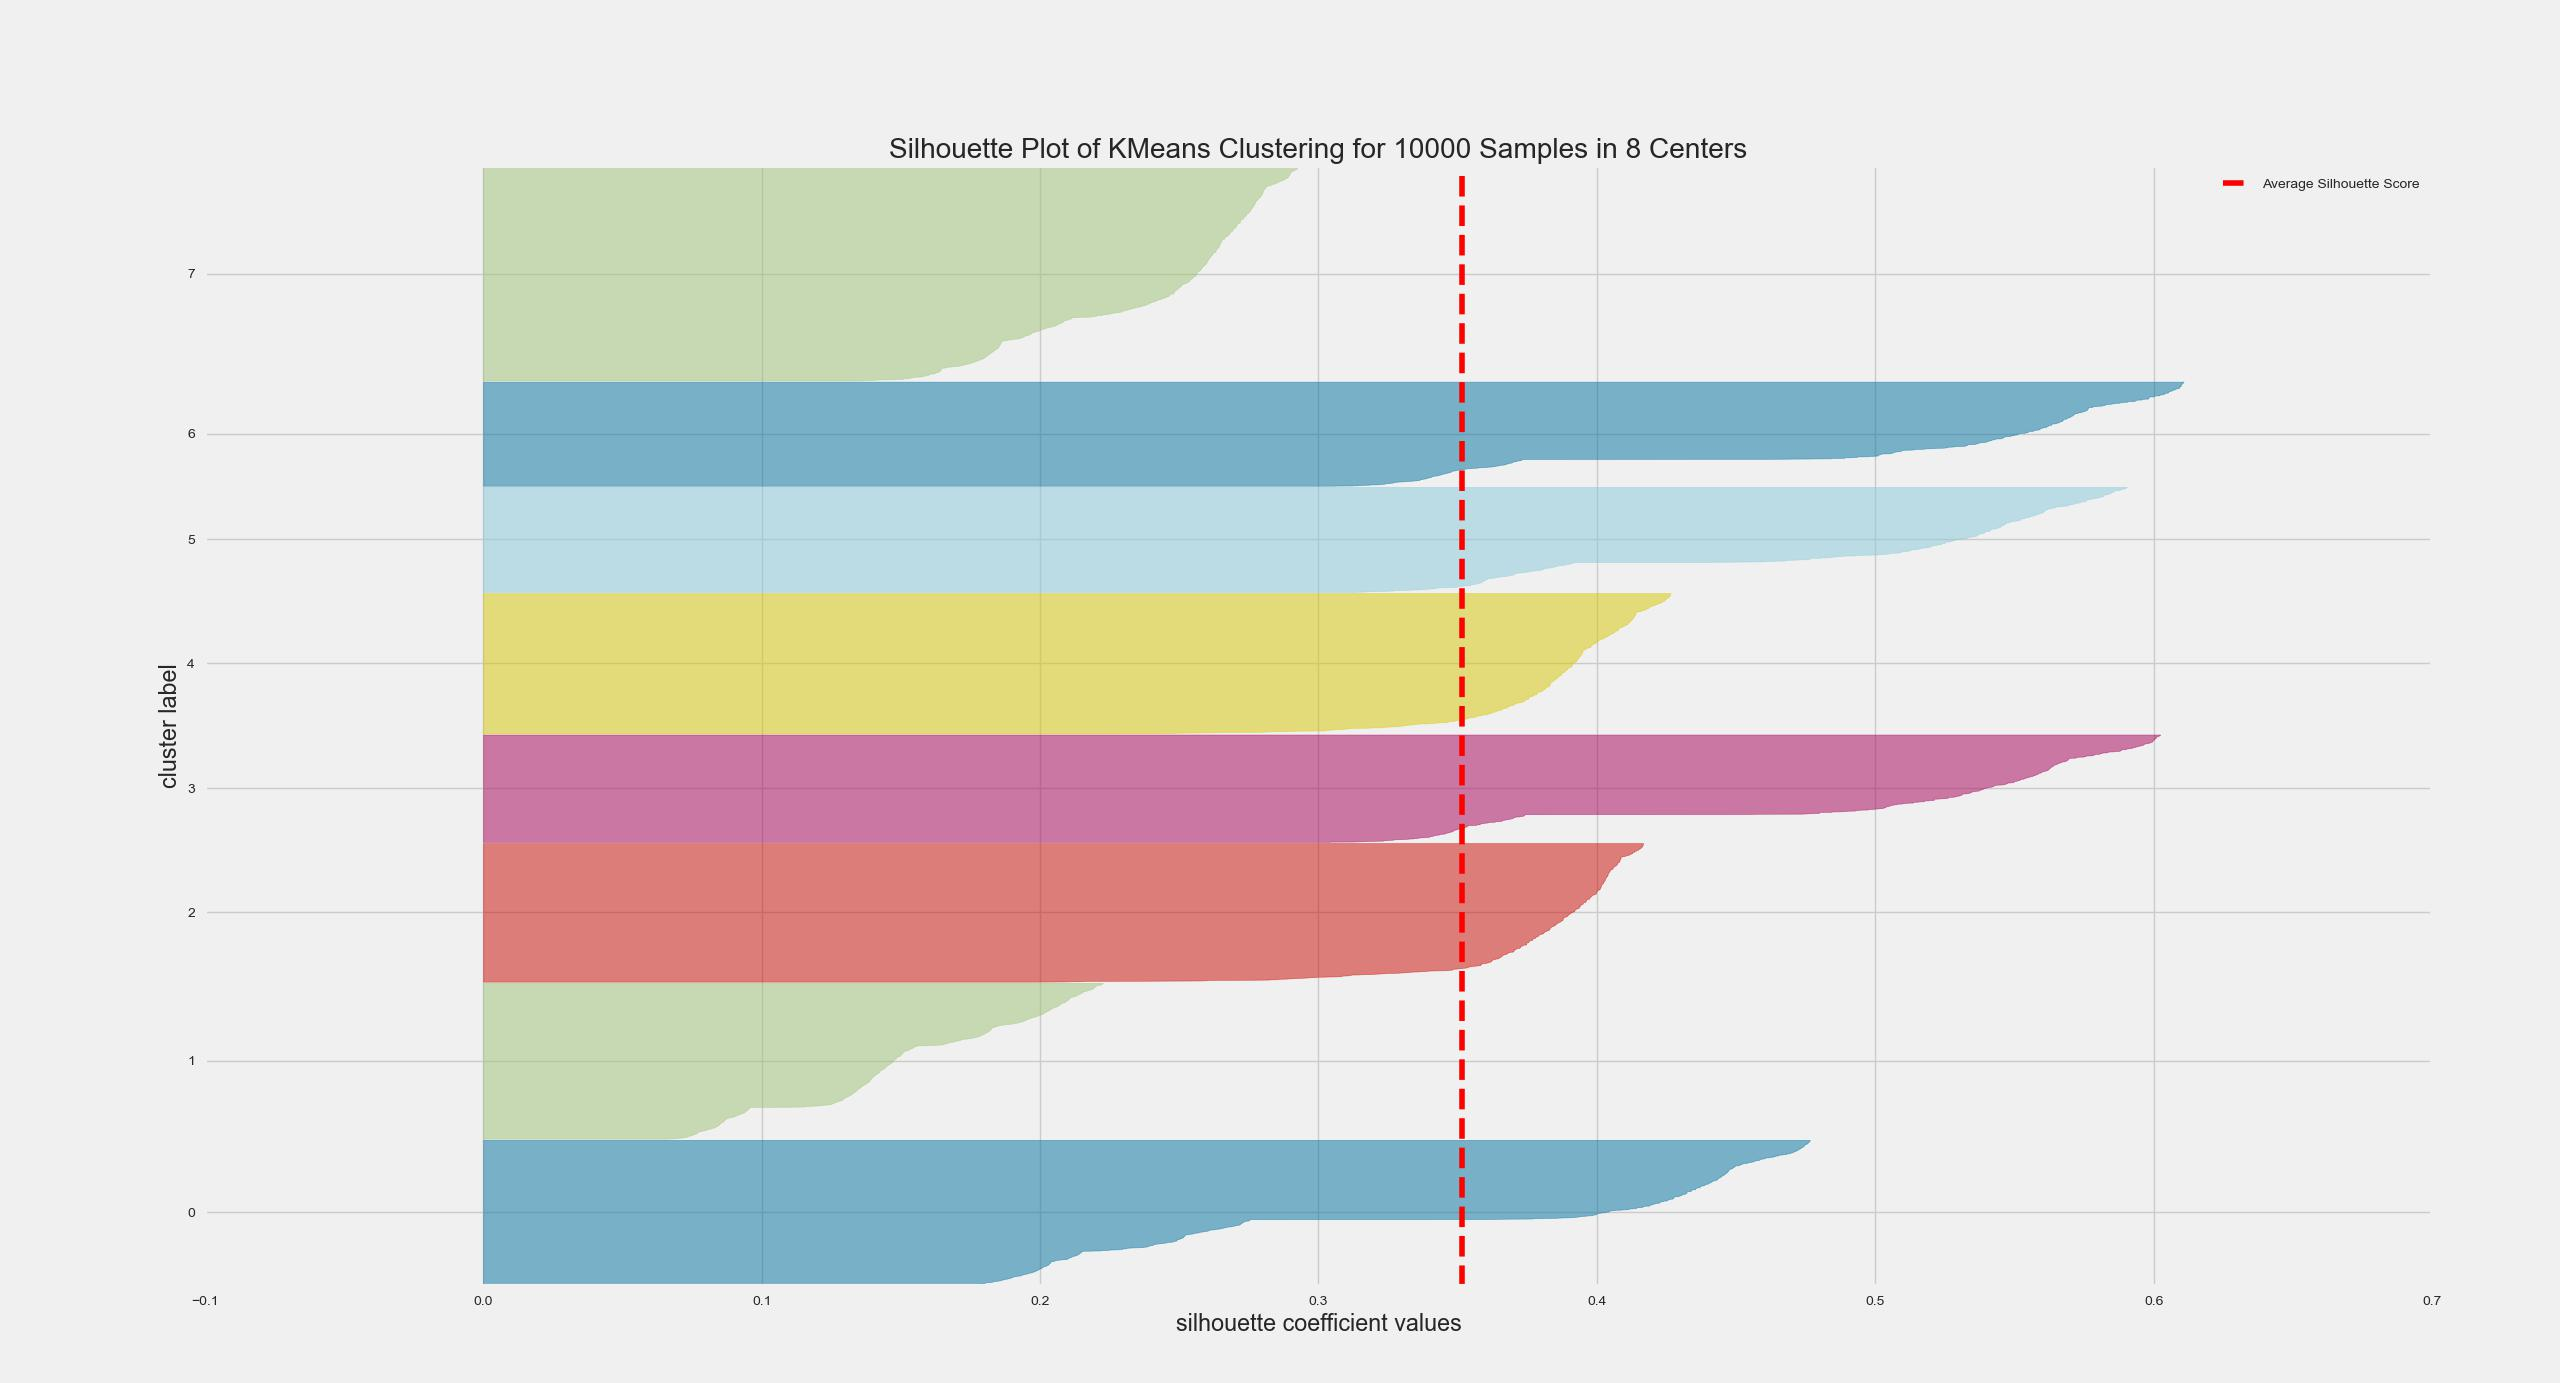 Silhouette Plot of KMeans Clustering for 10000 Samples in 8 Centers
Average Silhouette Score
7
6
5
4
3
2
1
0
cluster label
−0.1 0.0 0.1 0.2 0.3 0.4 0.5 0.6 0.7
silhouette coefficient values